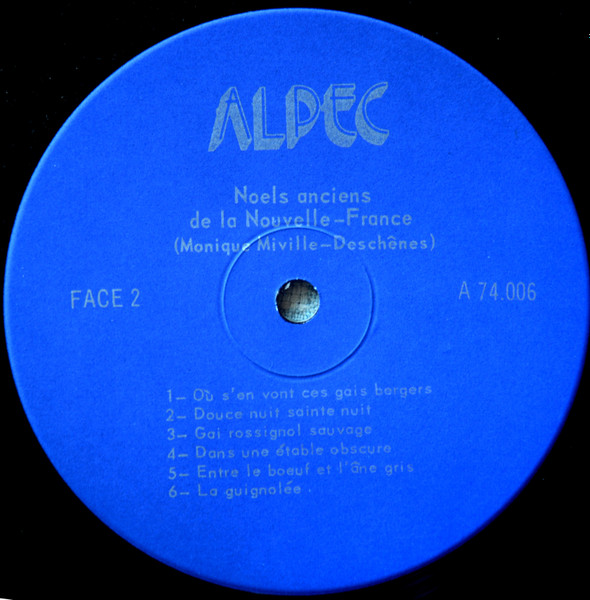 ALPEC
Noels anciens
de la Nouvelle-France
(Monique Miville-Deschênes)
FACE 2
A 74.006
1- Où s'en vont ces gais bergers
2- Douce nuit sainte nuit
3- Gai rossignol sauvage
4- Dans une étable obscure
5- Entre le boeuf et l'âne gris
6- La guignolée .